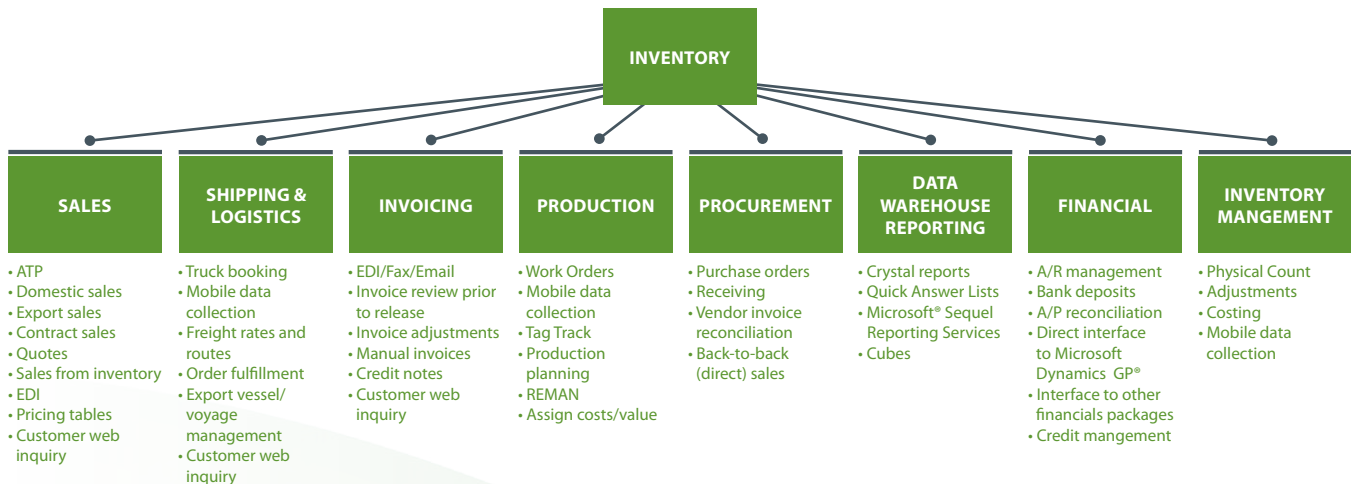 INVENTORY
SALES
• ATP
• Domestic sales
• Export sales
• Contract sales
• Quotes
• Sales from inventory
• EDI
• Pricing tables
• Customer web
inquiry
SHIPPING &
LOGISTICS
• Truck booking
• Mobile data
collection
• Freight rates and
routes
• Order fulfillment
• Export vessel/
voyage
management
• Customer web
inquiry
INVOICING
• EDI/Fax/Email
• Invoice review prior
to release
• Invoice adjustments
• Manual invoices
• Credit notes
• Customer web
inquiry
PRODUCTION
• Work Orders
• Mobile data
collection
• Tag Track
• Production
planning
• REMAN
• Assign costs/value
PROCUREMENT
• Purchase orders
• Receiving
• Vendor invoice
reconciliation
• Back-to-back
(direct) sales
DATA
WAREHOUSE
REPORTING
• Crystal reports
• Quick Answer Lists
• Microsoft® Sequel
Reporting Services
• Cubes
FINANCIAL
• A/R management
• Bank deposits
• A/P reconciliation
• Direct interface
to Microsoft
Dynamics GP®
• Interface to other
financials packages
• Credit mangement
INVENTORY
MANGEMENT
• Physical Count
• Adjustments
• Costing
• Mobile data
collection